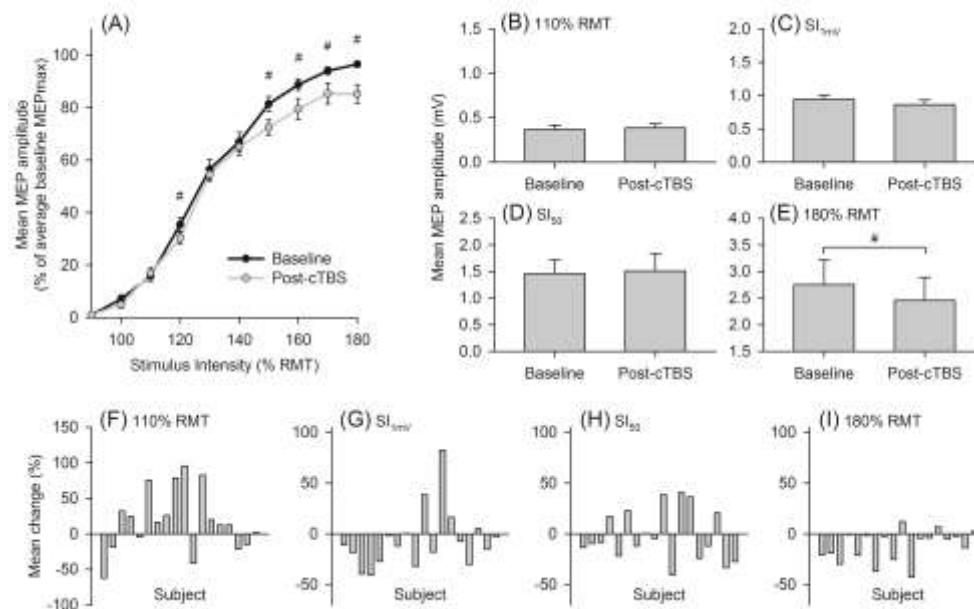 (A)
Mean MEP amplitude
(% of average baseline MEPmax)
100
80
60
40
20
0
#
#
#
#
#
Baseline
Post-cTBS
100
120
140
160
180
Stimulus Intensity (% RMT)
Mean MEP amplitude (mV)
(B) 110% RMT
1.5
1.0
0.5
0.0
Baseline
Post-cTBS
(C) SI1mV
2.0
1.5
1.0
0.5
0.0
Baseline
Post-cTBS
(D) SI50
2.5
2.0
1.5
1.0
0.5
0.0
Baseline
Post-cTBS
(E) 180% RMT
4.0
3.5
3.0
2.5
2.0
1.5
#
Baseline
Post-cTBS
Mean change (%)
(F) 110% RMT
150
100
50
0
-50
-100
Subject
(G) SI1mV
100
50
0
-50
Subject
(H) SI50
100
50
0
-50
Subject
(I) 180% RMT
100
50
0
-50
Subject